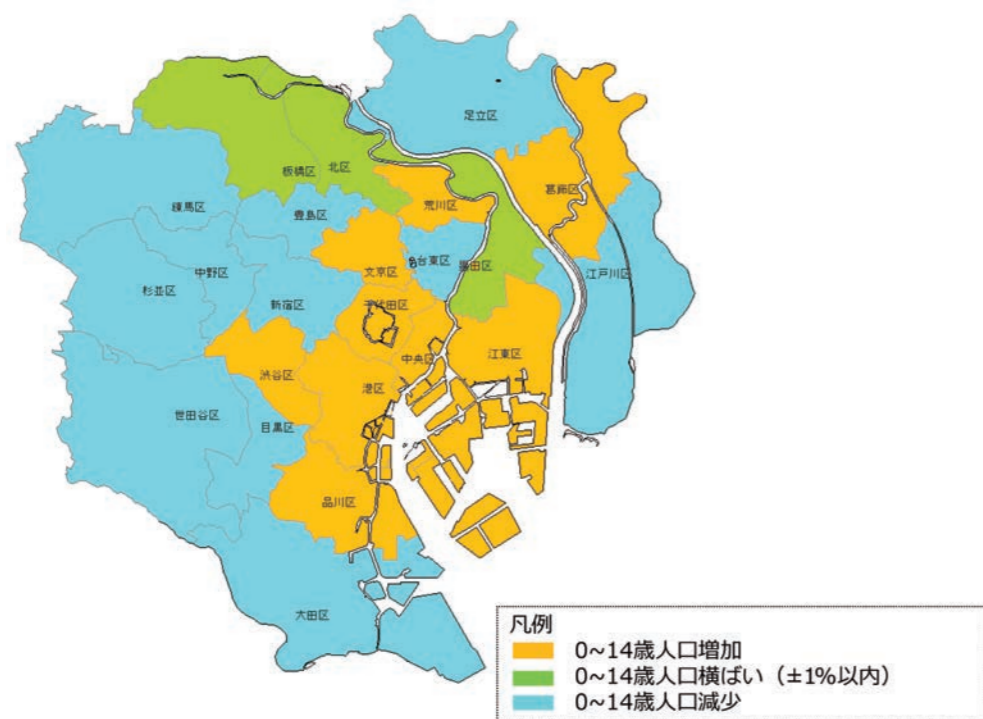 足立区
葛飾区
板橋区
北区
練馬区
豊島区
荒川区
文京区
台東区
墨田区
江戸川区
中野区
杉並区
新宿区
千代田区
中央区
江東区
渋谷区
港区
世田谷区
目黒区
品川区
大田区
凡例
0~14歳人口増加
0~14歳人口横ばい（±1%以内）
0~14歳人口減少